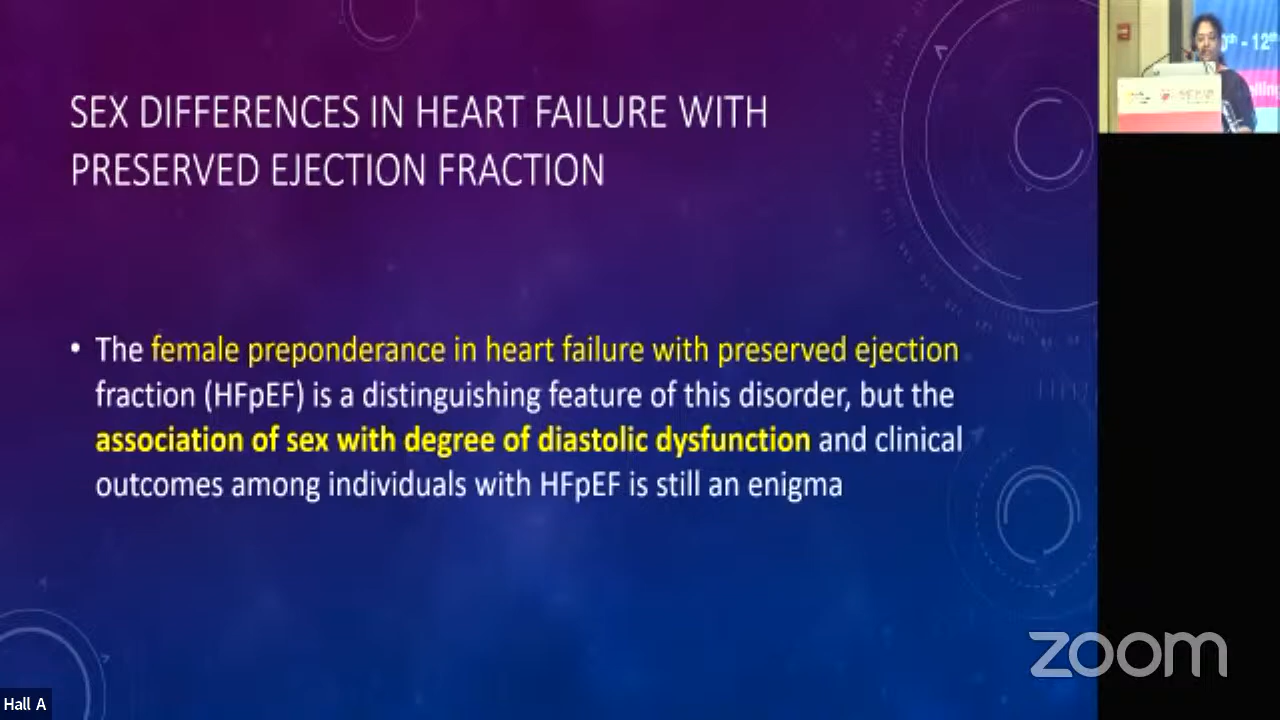 SEX DIFFERENCES IN HEART FAILURE WITH
PRESERVED EJECTION FRACTION
• The female preponderance in heart failure with preserved ejection
fraction (HFpEF) is a distinguishing feature of this disorder, but the
association of sex with degree of diastolic dysfunction and clinical
outcomes among individuals with HFpEF is still an enigma
- 12th
elling
zoom
Hall A